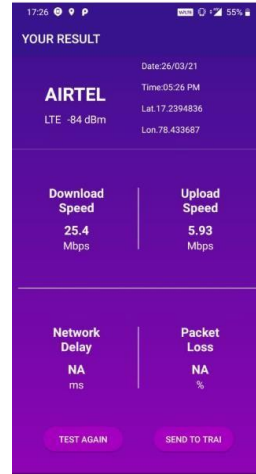 17:26 55%
YOUR RESULT
Date:26/03/21
Time:05:26 PM
Lat.17.2394836
Lon.78.433687
AIRTEL
LTE -84 dBm
Download
Speed
25.4
Mbps
Upload
Speed
5.93
Mbps
Network
Delay
NA
ms
Packet
Loss
NA
%
TEST AGAIN
SEND TO TRAI